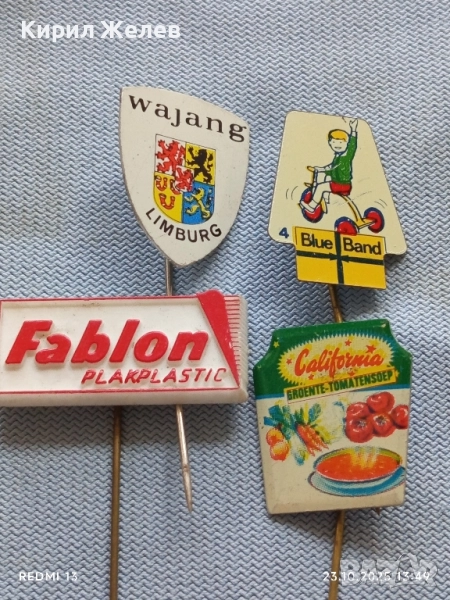 Кирил Желев
wajang
LIMBURG
4
Blue Band
Fablon
PLAKPLASTIC
California
GROENTE-TOMATENSOEP
REDMI 13
23.10.2025 13:49